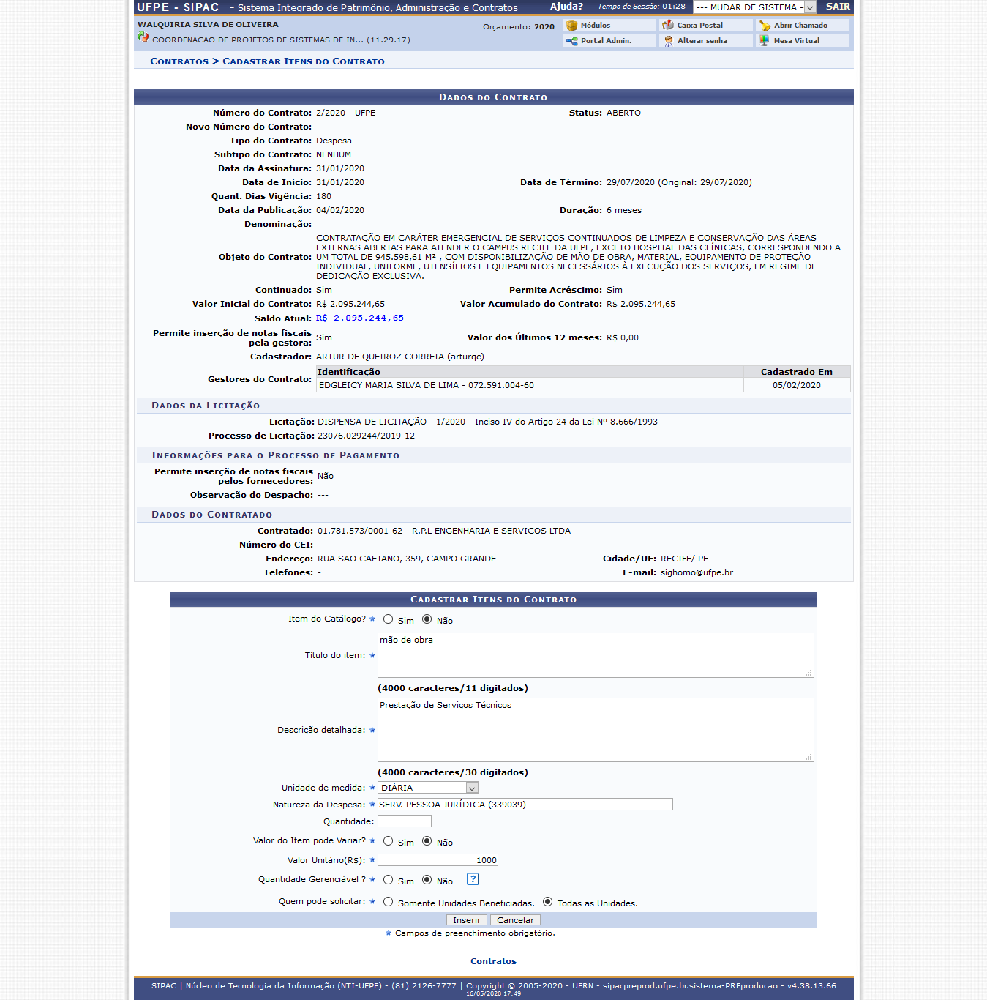 UFPE - SIPAC - Sistema Integrado de Patrimônio, Administração e Contratos Ajuda? Tempo de Sessão: 01:28 --- MUDAR DE SISTEMA - SAIR
WALQUIRIA SILVA DE OLIVEIRA Orçamento: 2020 Módulos Caixa Postal Abrir Chamado
COORDENACAO DE PROJETOS DE SISTEMAS DE IN... (11.29.17) Portal Admin. Alterar senha Mesa Virtual
Contratos > Cadastrar Itens do Contrato
Dados do Contrato
Número do Contrato: 2/2020 - UFPE Status: ABERTO
Novo Número do Contrato:
Tipo do Contrato: Despesa
Subtipo do Contrato: NENHUM
Data da Assinatura: 31/01/2020
Data de Início: 31/01/2020 Data de Término: 29/07/2020 (Original: 29/07/2020)
Quant. Dias Vigência: 180
Data da Publicação: 04/02/2020 Duração: 6 meses
Denominação:
Objeto do Contrato: CONTRATAÇÃO EM CARÁTER EMERGENCIAL DE SERVIÇOS CONTINUADOS DE LIMPEZA E CONSERVAÇÃO DAS ÁREAS
EXTERNAS ABERTAS PARA ATENDER O CAMPUS RECIFE DA UFPE, EXCETO HOSPITAL DAS CLÍNICAS, CORRESPONDENDO A
UM TOTAL DE 945.598,61 M² , COM DISPONIBILIZAÇÃO DE MÃO DE OBRA, MATERIAL, EQUIPAMENTO DE PROTEÇÃO
INDIVIDUAL, UNIFORME, UTENSÍLIOS E EQUIPAMENTOS NECESSÁRIOS À EXECUÇÃO DOS SERVIÇOS, EM REGIME DE
DEDICAÇÃO EXCLUSIVA.
Continuado: Sim Permite Acréscimo: Sim
Valor Inicial do Contrato: R$ 2.095.244,65 Valor Acumulado do Contrato: R$ 2.095.244,65
Saldo Atual: R$ 2.095.244,65
Permite inserção de notas fiscais
pela gestora: Sim Valor dos Últimos 12 meses: R$ 0,00
Cadastrador: ARTUR DE QUEIROZ CORREIA (arturqc)
Gestores do Contrato: Identificação Cadastrado Em
EDGLEICY MARIA SILVA DE LIMA - 072.591.004-60 05/02/2020
Dados da Licitação
Licitação: DISPENSA DE LICITAÇÃO - 1/2020 - Inciso IV do Artigo 24 da Lei Nº 8.666/1993
Processo de Licitação: 23076.029244/2019-12
Informações para o Processo de Pagamento
Permite inserção de notas fiscais
pelos fornecedores: Não
Observação do Despacho: ---
Dados do Contratado
Contratado: 01.781.573/0001-62 - R.P.L ENGENHARIA E SERVICOS LTDA
Número do CEI: -
Endereço: RUA SAO CAETANO, 359, CAMPO GRANDE Cidade/UF: RECIFE/ PE
Telefones: - E-mail: sighomo@ufpe.br
Cadastrar Itens do Contrato
Item do Catálogo? Sim Não
Título do item: mão de obra
(4000 caracteres/11 digitados)
Descrição detalhada: Prestação de Serviços Técnicos
(4000 caracteres/30 digitados)
Unidade de medida: DIÁRIA
Natureza da Despesa: SERV. PESSOA JURÍDICA (339039)
Quantidade:
Valor do Item pode Variar? Sim Não
Valor Unitário(R$): 1000
Quantidade Gerenciável ? Sim Não ?
Quem pode solicitar: Somente Unidades Beneficiadas. Todas as Unidades.
Inserir Cancelar
Campos de preenchimento obrigatório.
Contratos
SIPAC | Núcleo de Tecnologia da Informação (NTI-UFPE) - (81) 2126-7777 | Copyright © 2005-2020 - UFRN - sipacpreprod.ufpe.br.sistema-PREproducao - v4.38.13.66
16/05/2020 17:49